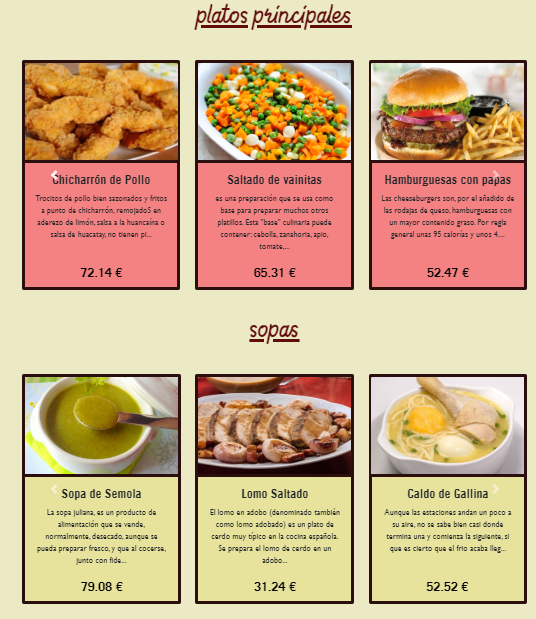 platos principales
Chicharrón de Pollo
Trocitos de pollo bien sazonados y fritos
a punto de chicharrón, remojado5 en
aderezo de limón, salsa a la huancaína o
salsa de huacatay, no tienen pi...
72.14 €
Saltado de vainitas
es una preparación que se usa como
base para preparar muchos otros
platillos. Esta "base" culinaria puede
contener: cebolla, zanahoria, apio,
tomate,...
65.31 €
Hamburguesas con papas
Las cheeseburgers son, por el añadido de
las rodajas de queso, hamburguesas con
un mayor contenido graso. Por regla
general unas 95 calorías y unos 4....
52.47 €
sopas
Sopa de Semola
La sopa juliana, es un producto de
alimentación que se vende,
normalmente, desecado, aunque se
pueda preparar fresco, y que al cocerse,
junto con fide...
79.08 €
Lomo Saltado
El lomo en adobo (denominado también
como lomo adobado) es un plato de
cerdo muy típico en la cocina española.
Se prepara el lomo de cerdo en un
adobo...
31.24 €
Caldo de Gallina
Aunque las estaciones andan un poco a
su aire, no se sabe bien casi donde
termina una y comienza la siguiente, si
que es cierto que el frio acaba lleg...
52.52 €